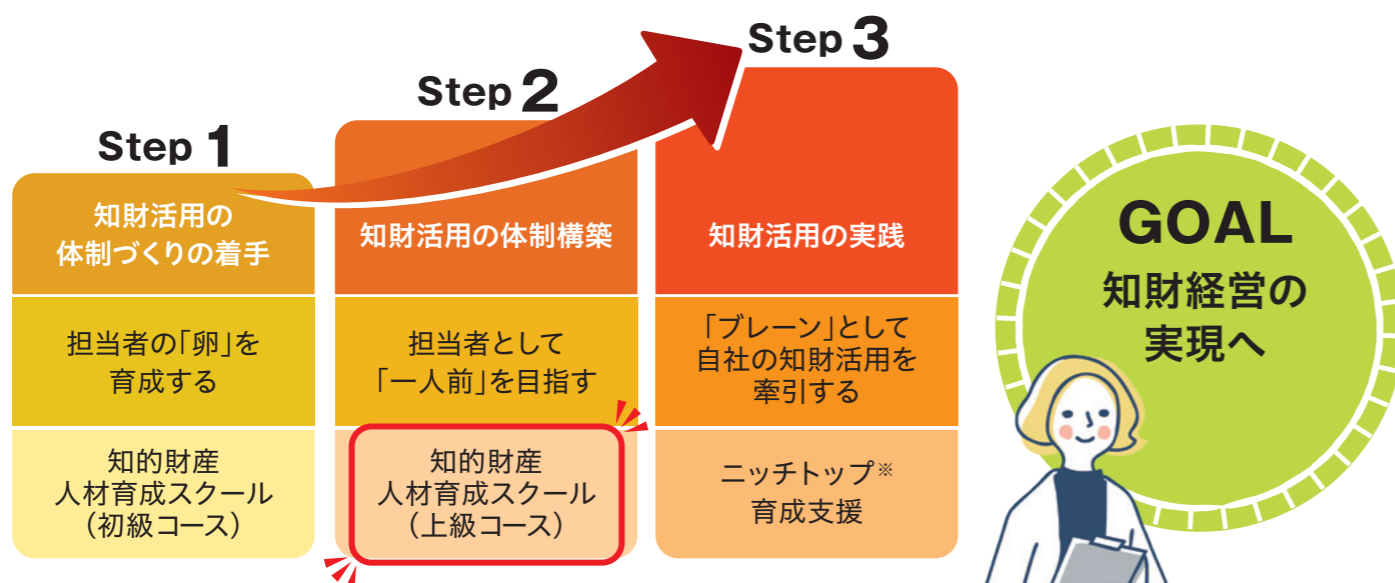 Step 1
知財活用の
体制づくりの着手
担当者の「卵」を
育成する
知的財産
人材育成スクール
(初級コース)
Step 2
知財活用の体制構築
担当者として
「一人前」を目指す
知的財産
人材育成スクール
(上級コース)
Step 3
知財活用の実践
「ブレーン」として
自社の知財活用を
牽引する
ニッチトップ※
育成支援
GOAL
知財経営の
実現へ